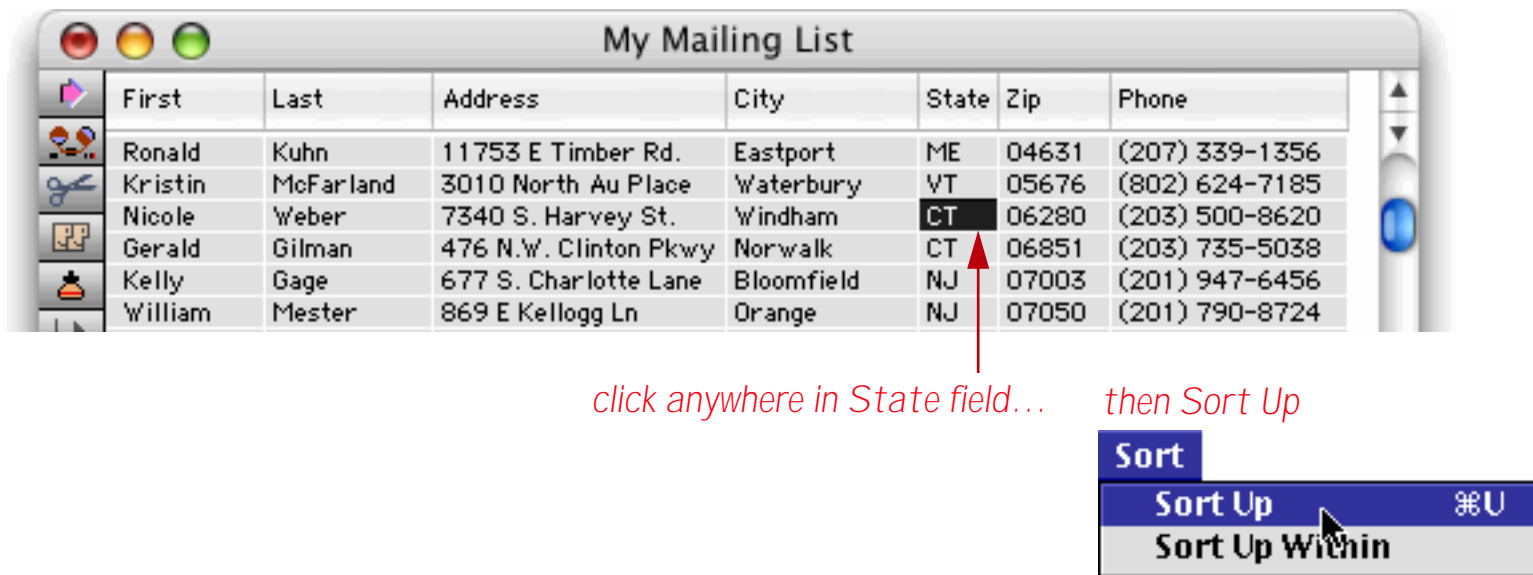 My Mailing List
First Last Address City State Zip Phone
Ronald Kuhn 11753 E Timber Rd. Eastport ME 04631 (207) 339-1356
Kristin McFarland 3010 North Au Place Waterbury VT 05676 (802) 624-7185
Nicole Weber 7340 S. Harvey St. Windham CT 06280 (203) 500-8620
Gerald Gilman 476 N.W. Clinton Pkwy Norwalk CT 06851 (203) 735-5038
Kelly Gage 677 S. Charlotte Lane Bloomfield NJ 07003 (201) 947-6456
William Mester 869 E Kellogg Ln Orange NJ 07050 (201) 790-8724
click anywhere in State field... then Sort Up
Sort
Sort Up ⌘U
Sort Up Within